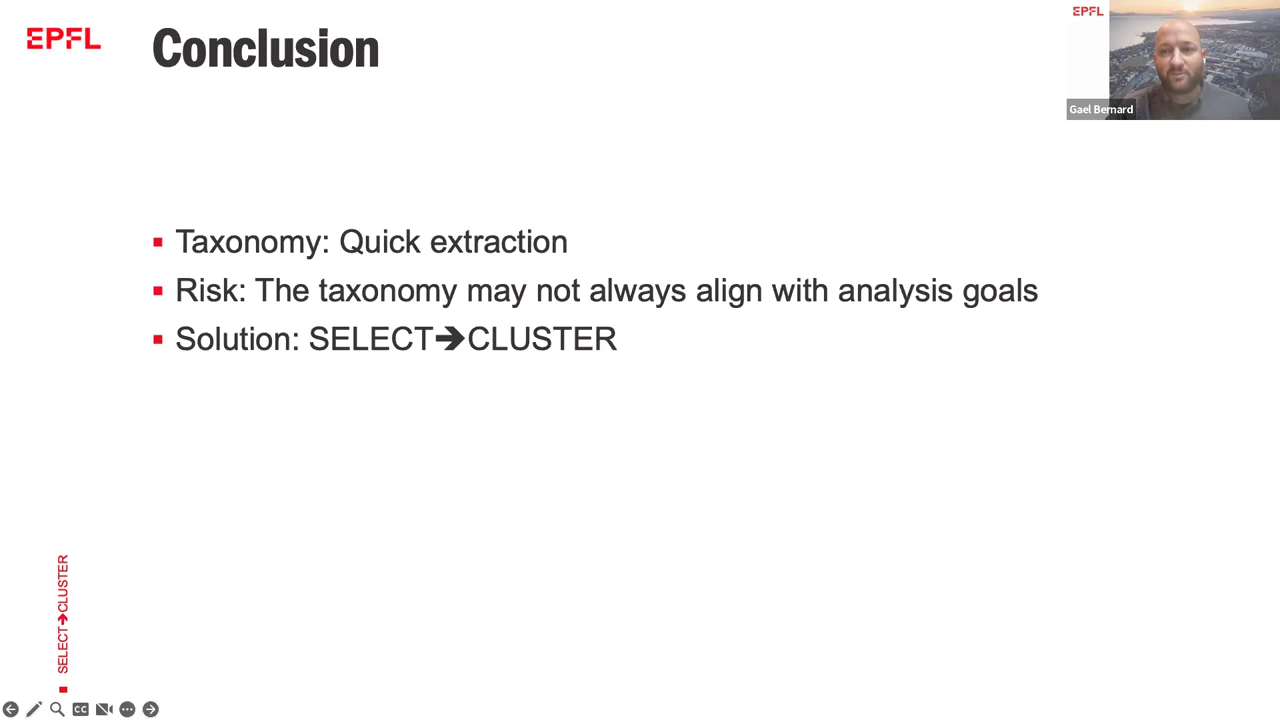 EPFL
Conclusion
EPFL
Gael Bernard
Taxonomy: Quick extraction
Risk: The taxonomy may not always align with analysis goals
Solution: SELECT➔CLUSTER
SELECT➔CLUSTER
CC